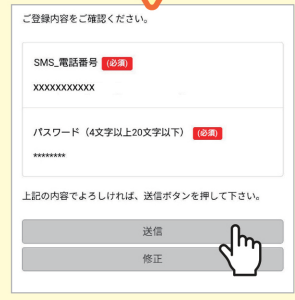 ご登録内容をご確認ください。
SMS_電話番号 (必須)
XXXXXXXXXXX
パスワード（4文字以上20文字以下） (必須)
********
上記の内容でよろしければ、送信ボタンを押して下さい。
送信
修正